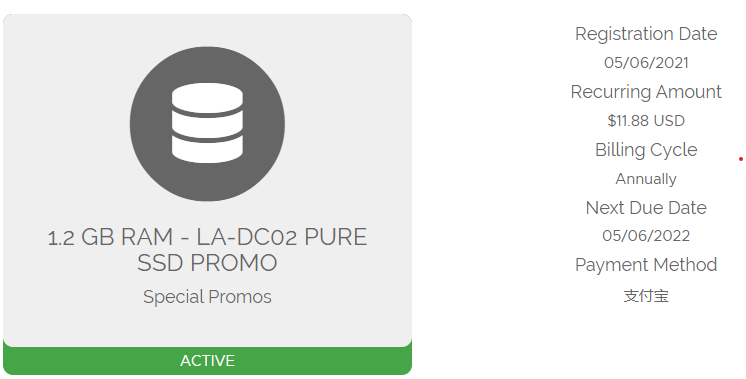 1.2 GB RAM - LA-DC02 PURE
SSD PROMO
Special Promos
ACTIVE
Registration Date
05/06/2021
Recurring Amount
$11.88 USD
Billing Cycle
Annually
Next Due Date
05/06/2022
Payment Method
支付宝